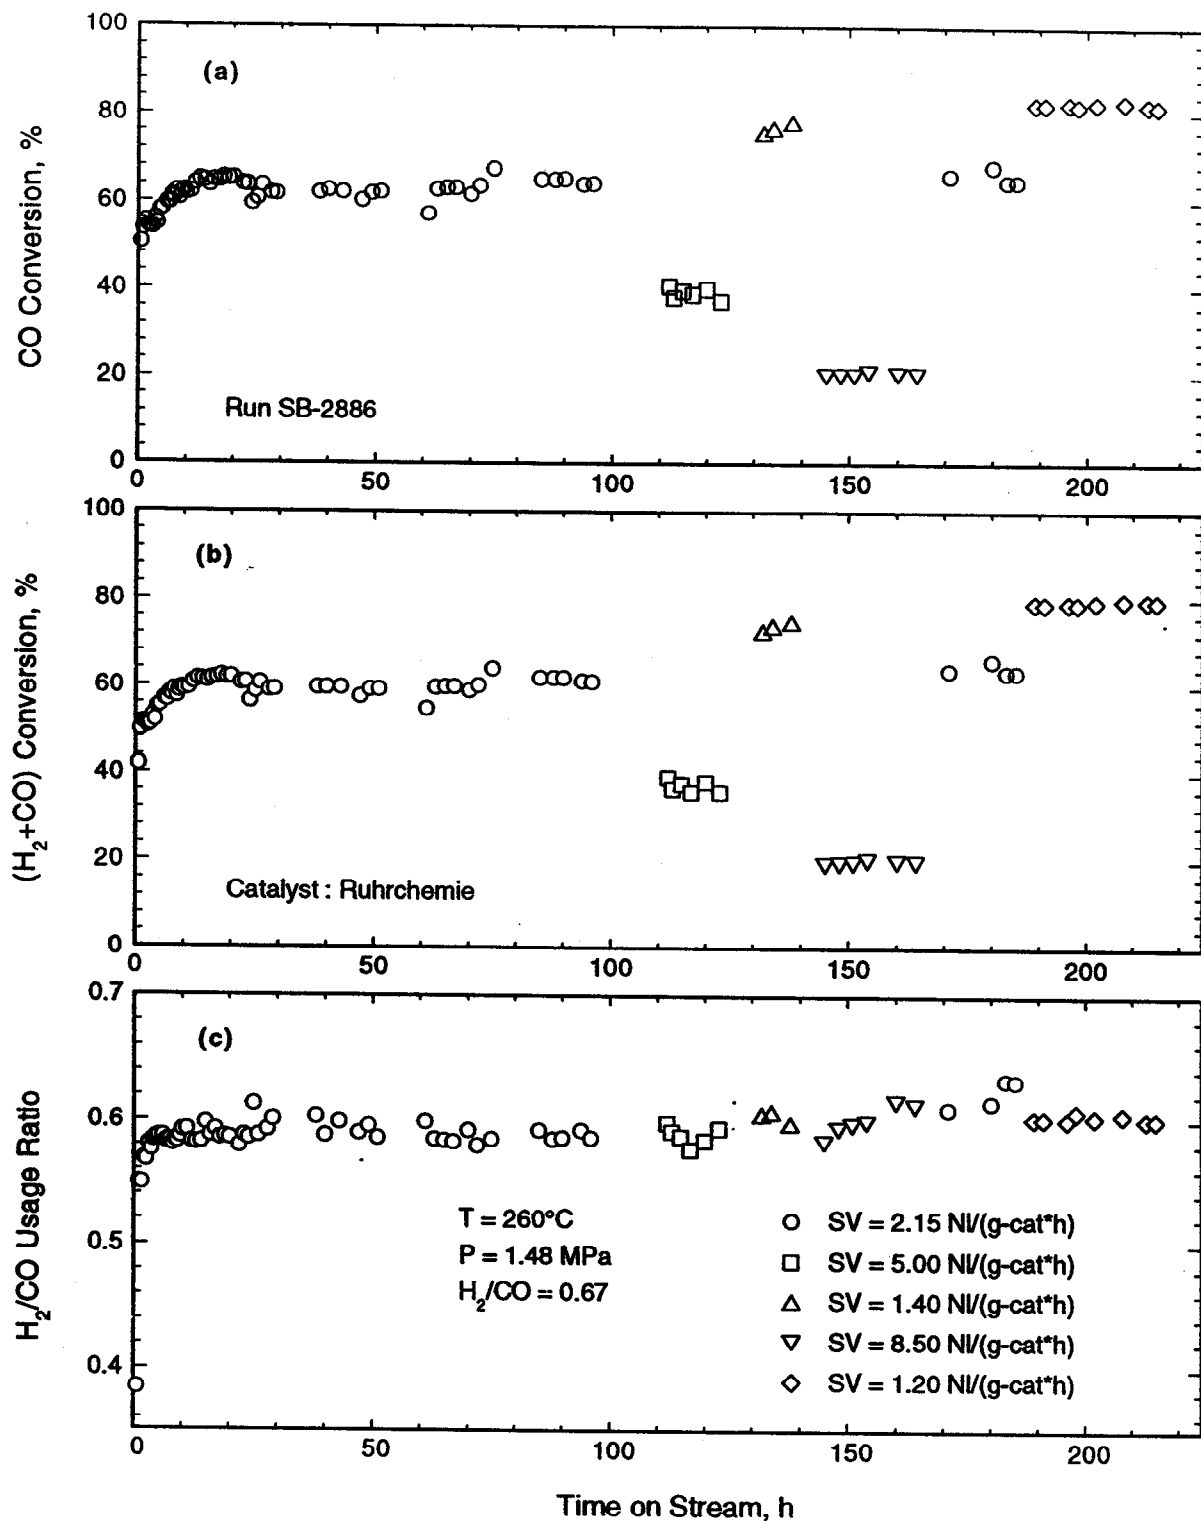 100
80
60
40
20
0
CO Conversion, %
(a)
Run SB-2886
0 50 100 150 200
100
80
60
40
20
0
(H2+CO) Conversion, %
(b)
Catalyst : Ruhrchemie
0 50 100 150 200
0.7
0.6
0.5
0.4
H2/CO Usage Ratio
(c)
T = 260°C
P = 1.48 MPa
H2/CO = 0.67
SV = 2.15 Nl/(g-cat*h)
SV = 5.00 Nl/(g-cat*h)
SV = 1.40 Nl/(g-cat*h)
SV = 8.50 Nl/(g-cat*h)
SV = 1.20 Nl/(g-cat*h)
0 50 100 150 200
Time on Stream, h